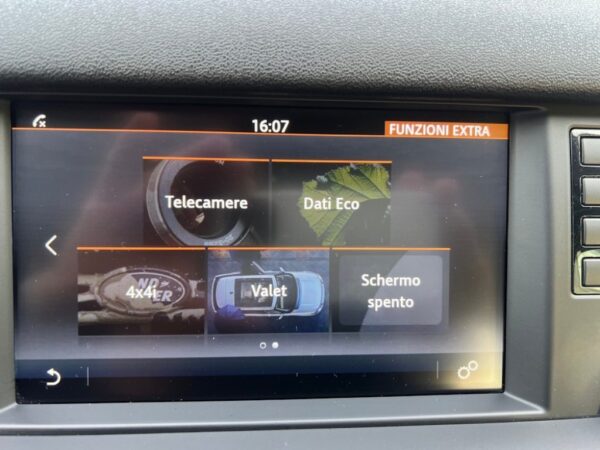 16:07
FUNZIONI EXTRA
Telecamere
Dati Eco
4x4i
Valet
Schermo
spento